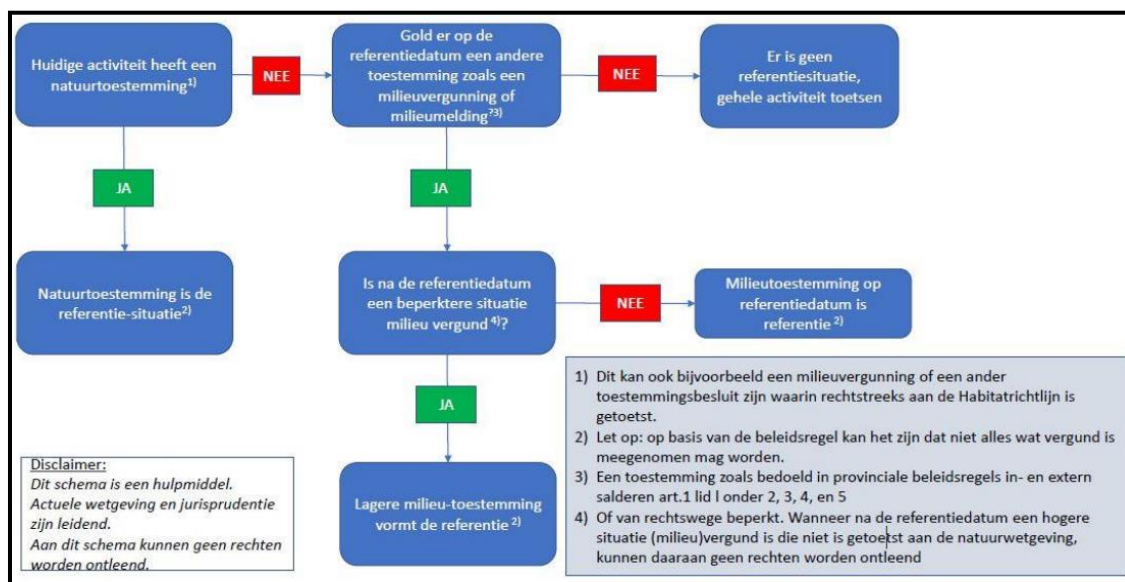 Huidige activiteit heeft een
natuurtoestemming1)
NEE
Gold er op de
referentiedatum een andere
toestemming zoals een
milieuvergunning of
milieumelding?3)
NEE
Er is geen
referentiesituatie,
gehele activiteit toetsen
JA
JA
Natuurtoestemming is de
referentie-situatie2)
Is na de referentiedatum
een beperktere situatie
milieu vergund 4)?
NEE
Milieutoestemming op
referentiedatum is
referentie 2)
JA
Lagere milieu-toestemming
vormt de referentie 2)
Disclaimer:
Dit schema is een hulpmiddel.
Actuele wetgeving en jurisprudentie
zijn leidend.
Aan dit schema kunnen geen rechten
worden ontleend.
1) Dit kan ook bijvoorbeeld een milieuvergunning of een ander
toestemmingsbesluit zijn waarin rechtstreeks aan de Habitatrichtlijn is
getoetst.
2) Let op: op basis van de beleidsregel kan het zijn dat niet alles wat vergund is
meegenomen mag worden.
3) Een toestemming zoals bedoeld in provinciale beleidsregels in- en extern
salderen art.1 lid l onder 2, 3, 4, en 5
4) Of van rechtswege beperkt. Wanneer na de referentiedatum een hogere
situatie (milieu)vergund is die niet is getoetst aan de natuurwetgeving,
kunnen daaraan geen rechten worden ontleend